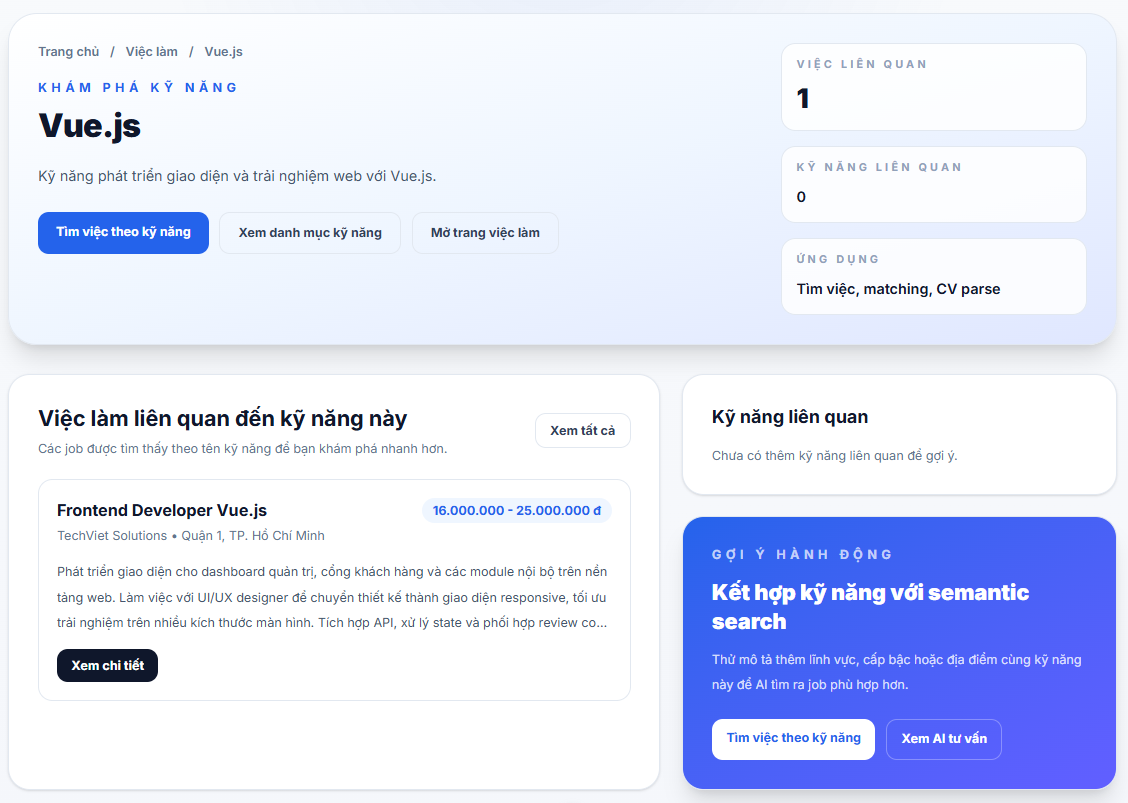 Trang chủ / Việc làm / Vue.js
KHÁM PHÁ KỸ NĂNG
Vue.js
Kỹ năng phát triển giao diện và trải nghiệm web với Vue.js.
Tìm việc theo kỹ năng
Xem danh mục kỹ năng
Mở trang việc làm
VIỆC LIÊN QUAN
1
KỸ NĂNG LIÊN QUAN
0
ỨNG DỤNG
Tìm việc, matching, CV parse
Việc làm liên quan đến kỹ năng này
Các job được tìm thấy theo tên kỹ năng để bạn khám phá nhanh hơn.
Xem tất cả
Frontend Developer Vue.js
16.000.000 - 25.000.000 đ
TechViet Solutions • Quận 1, TP. Hồ Chí Minh
Phát triển giao diện cho dashboard quản trị, cổng khách hàng và các module nội bộ trên nền
tảng web. Làm việc với UI/UX designer để chuyển thiết kế thành giao diện responsive, tối ưu
trải nghiệm trên nhiều kích thước màn hình. Tích hợp API, xử lý state và phối hợp review co...
Xem chi tiết
Kỹ năng liên quan
Chưa có thêm kỹ năng liên quan để gợi ý.
GỢI Ý HÀNH ĐỘNG
Kết hợp kỹ năng với semantic
search
Thử mô tả thêm lĩnh vực, cấp bậc hoặc địa điểm cùng kỹ năng
này để AI tìm ra job phù hợp hơn.
Tìm việc theo kỹ năng
Xem AI tư vấn